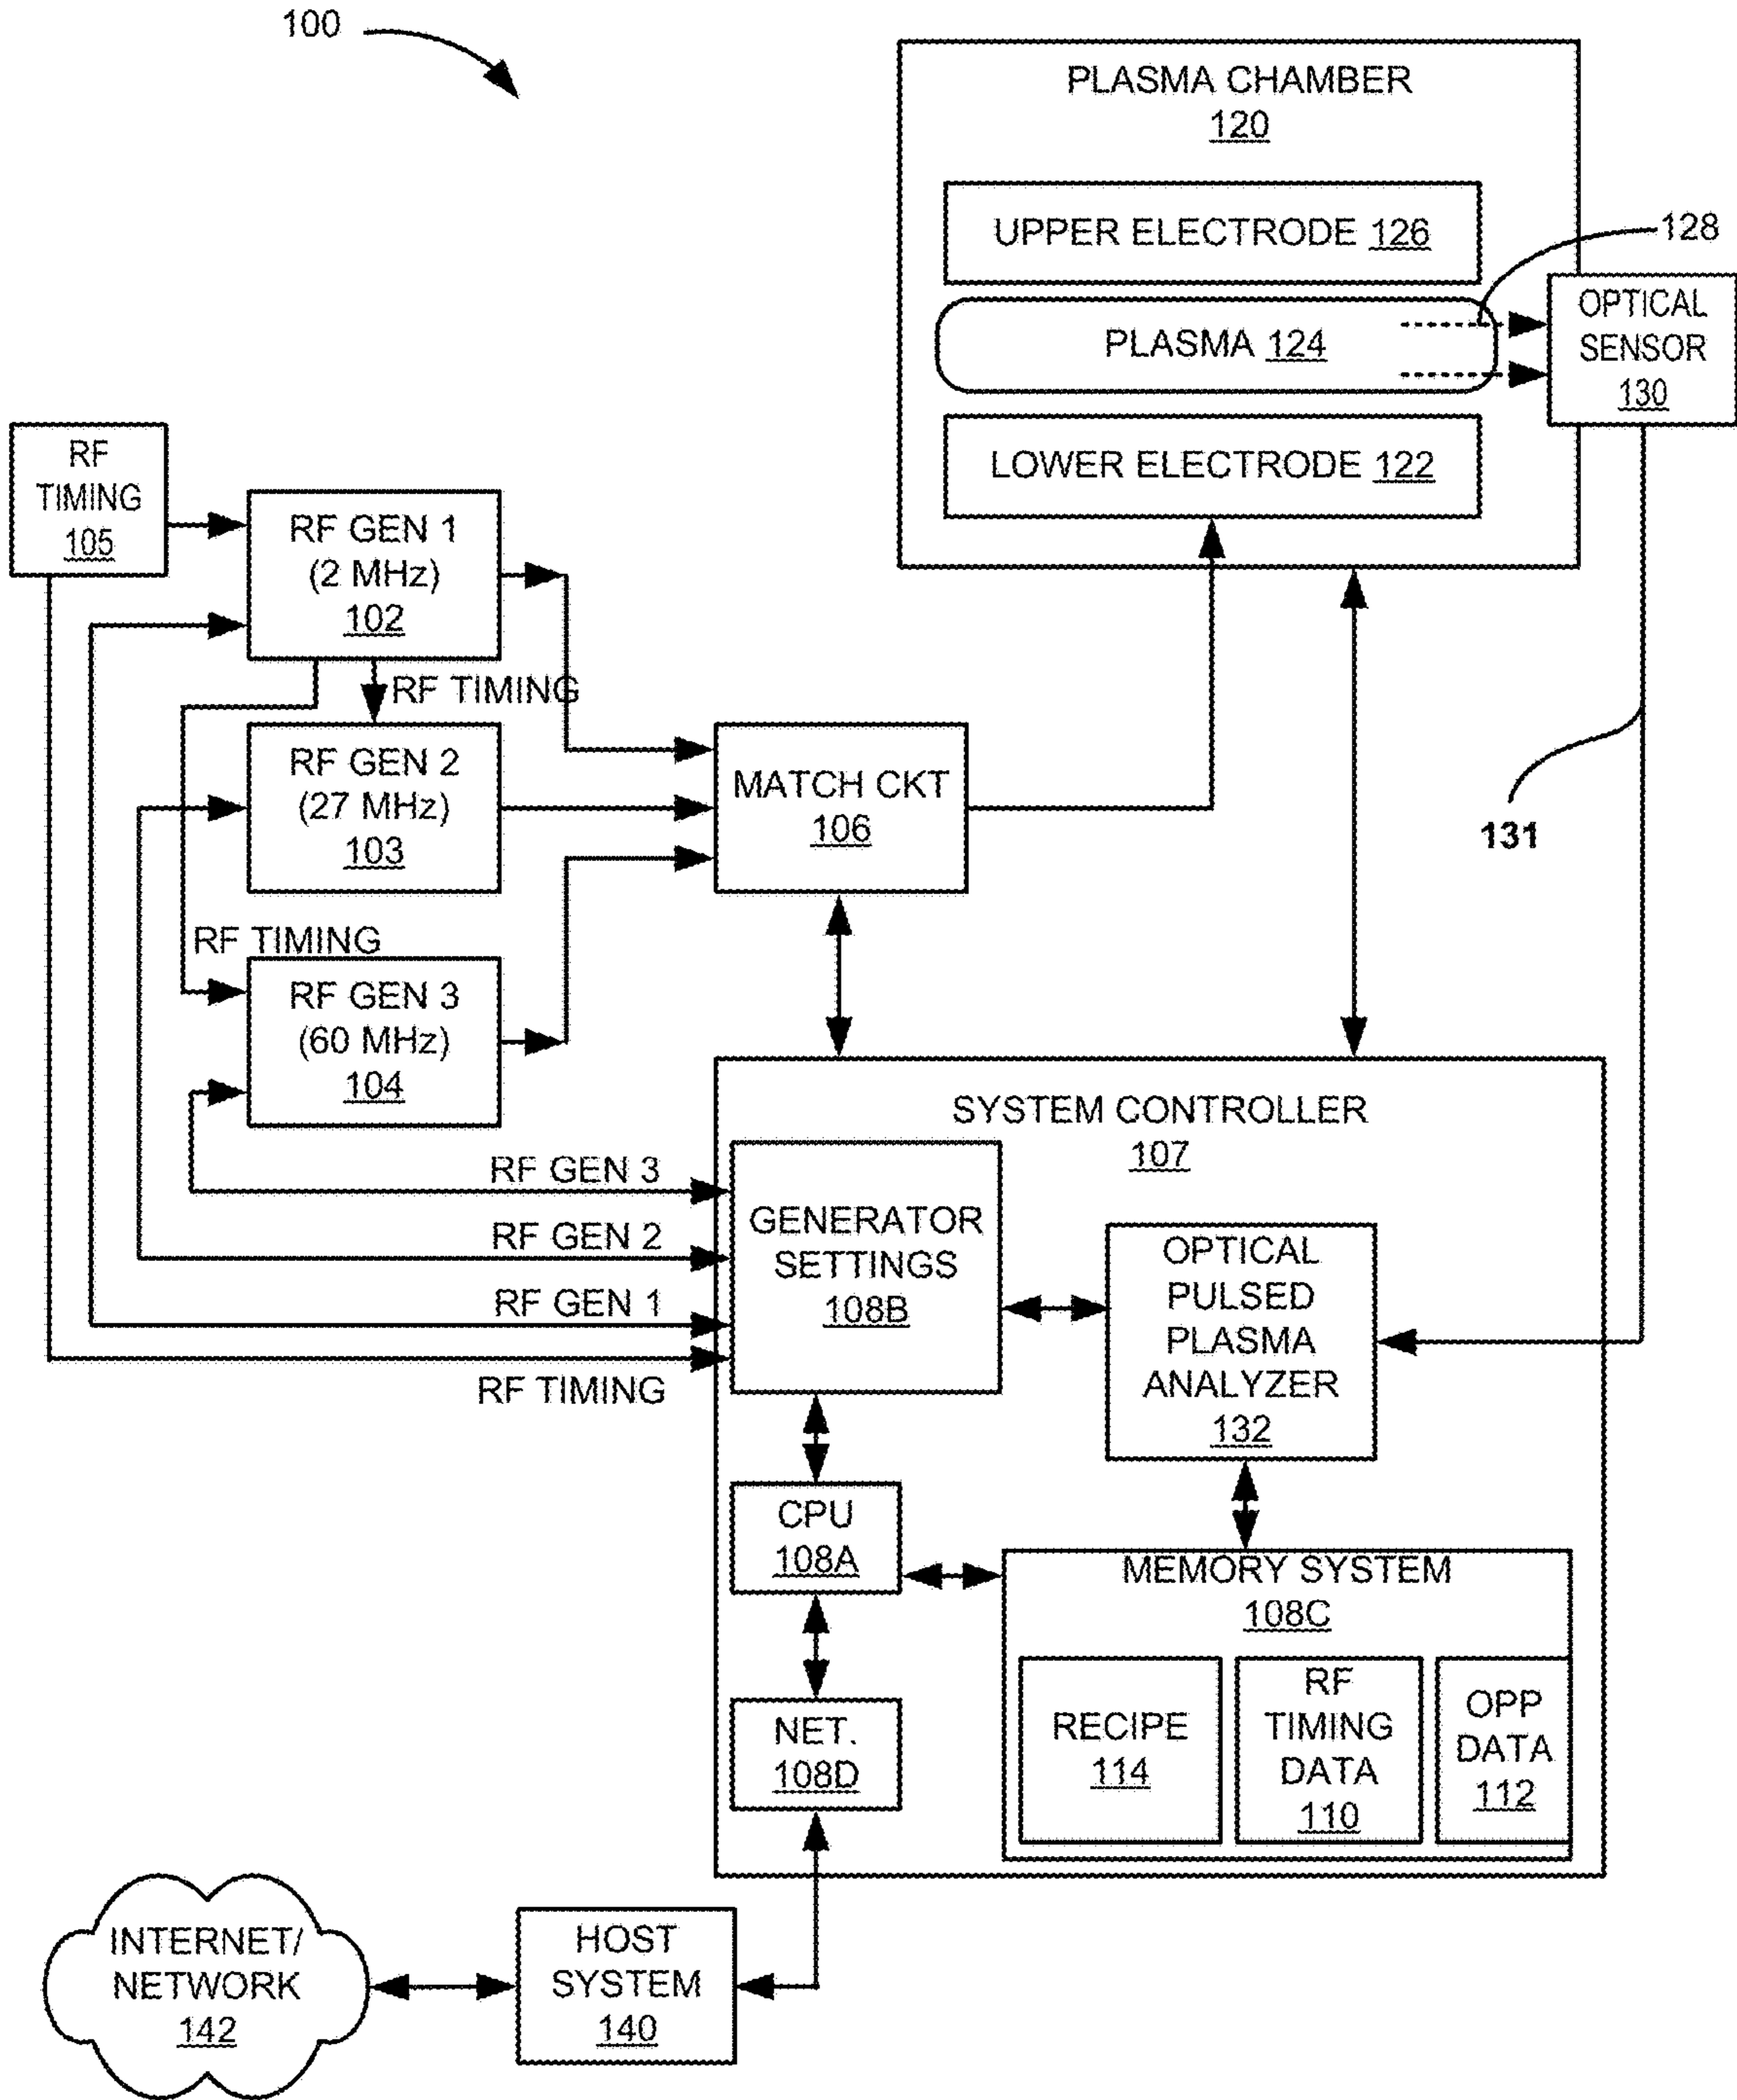 100
PLASMA CHAMBER
120
UPPER ELECTRODE 126
128
PLASMA 124
OPTICAL
SENSOR
130
LOWER ELECTRODE 122
RF
TIMING
105
RF GEN 1
(2 MHz)
102
RF TIMING
RF GEN 2
(27 MHz)
103
MATCH CKT
106
131
RF TIMING
RF GEN 3
(60 MHz)
104
SYSTEM CONTROLLER
107
RF GEN 3
RF GEN 2
RF GEN 1
RF TIMING
GENERATOR
SETTINGS
108B
OPTICAL
PULSED
PLASMA
ANALYZER
132
CPU
108A
MEMORY SYSTEM
108C
NET.
108D
RECIPE
114
RF
TIMING
DATA
110
OPP
DATA
112
INTERNET/
NETWORK
142
HOST
SYSTEM
140